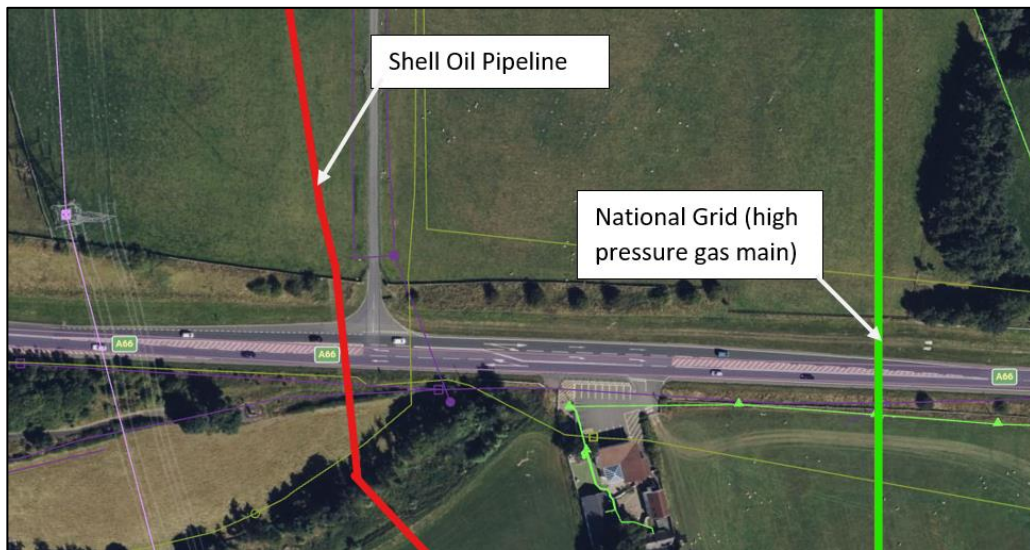 Shell Oil Pipeline
National Grid (high
pressure gas main)
A66
A66
A66